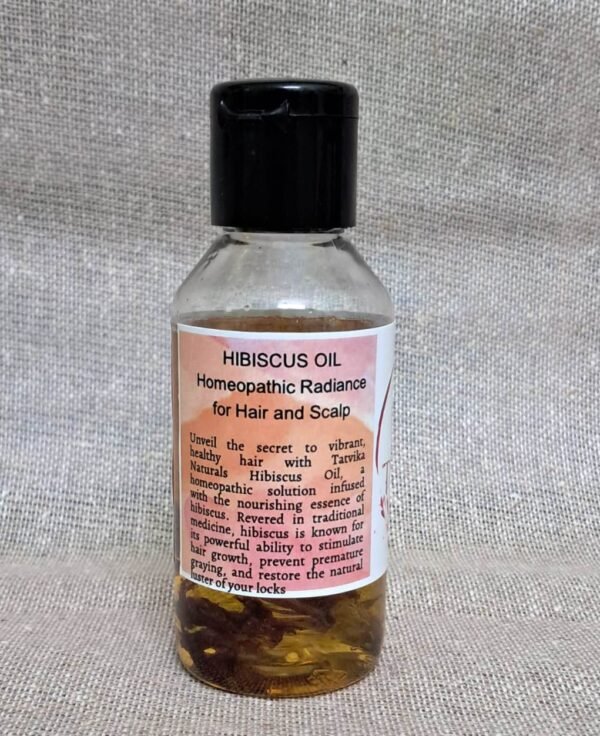 HIBISCUS OIL
Homeopathic Radiance
for Hair and Scalp
Unveil the secret to vibrant,
healthy hair with Tatvika
Naturals Hibiscus Oil, a
homeopathic solution infused
with the nourishing essence of
hibiscus. Revered in traditional
medicine, hibiscus is known for
its powerful ability to stimulate
hair growth, prevent premature
graying, and restore the natural
luster of your locks